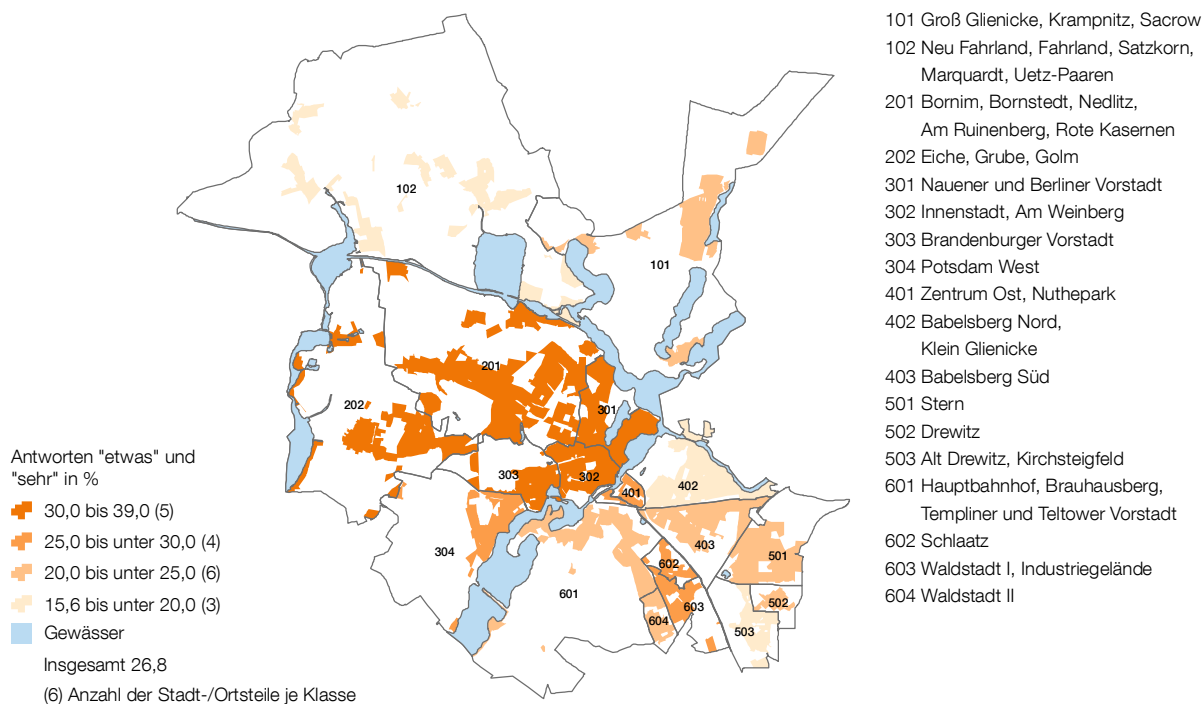 101 Groß Glienicke, Krampnitz, Sacrow
102 Neu Fahrland, Fahrland, Satzkorn,
Marquardt, Uetz-Paaren
201 Bornim, Bornstedt, Nedlitz,
Am Ruinenberg, Rote Kasernen
202 Eiche, Grube, Golm
301 Nauener und Berliner Vorstadt
302 Innenstadt, Am Weinberg
303 Brandenburger Vorstadt
304 Potsdam West
401 Zentrum Ost, Nuthepark
402 Babelsberg Nord,
Klein Glienicke
403 Babelsberg Süd
501 Stern
502 Drewitz
503 Alt Drewitz, Kirchsteigfeld
601 Hauptbahnhof, Brauhausberg,
Templiner und Teltower Vorstadt
602 Schlaatz
603 Waldstadt I, Industriegelände
604 Waldstadt II
102
101
201
202
301
303
302
401
402
304
403
501
602
601
502
603
604
503
Antworten "etwas" und
"sehr" in %
30,0 bis 39,0 (5)
25,0 bis unter 30,0 (4)
20,0 bis unter 25,0 (6)
15,6 bis unter 20,0 (3)
Gewässer
Insgesamt 26,8
(6) Anzahl der Stadt-/Ortsteile je Klasse